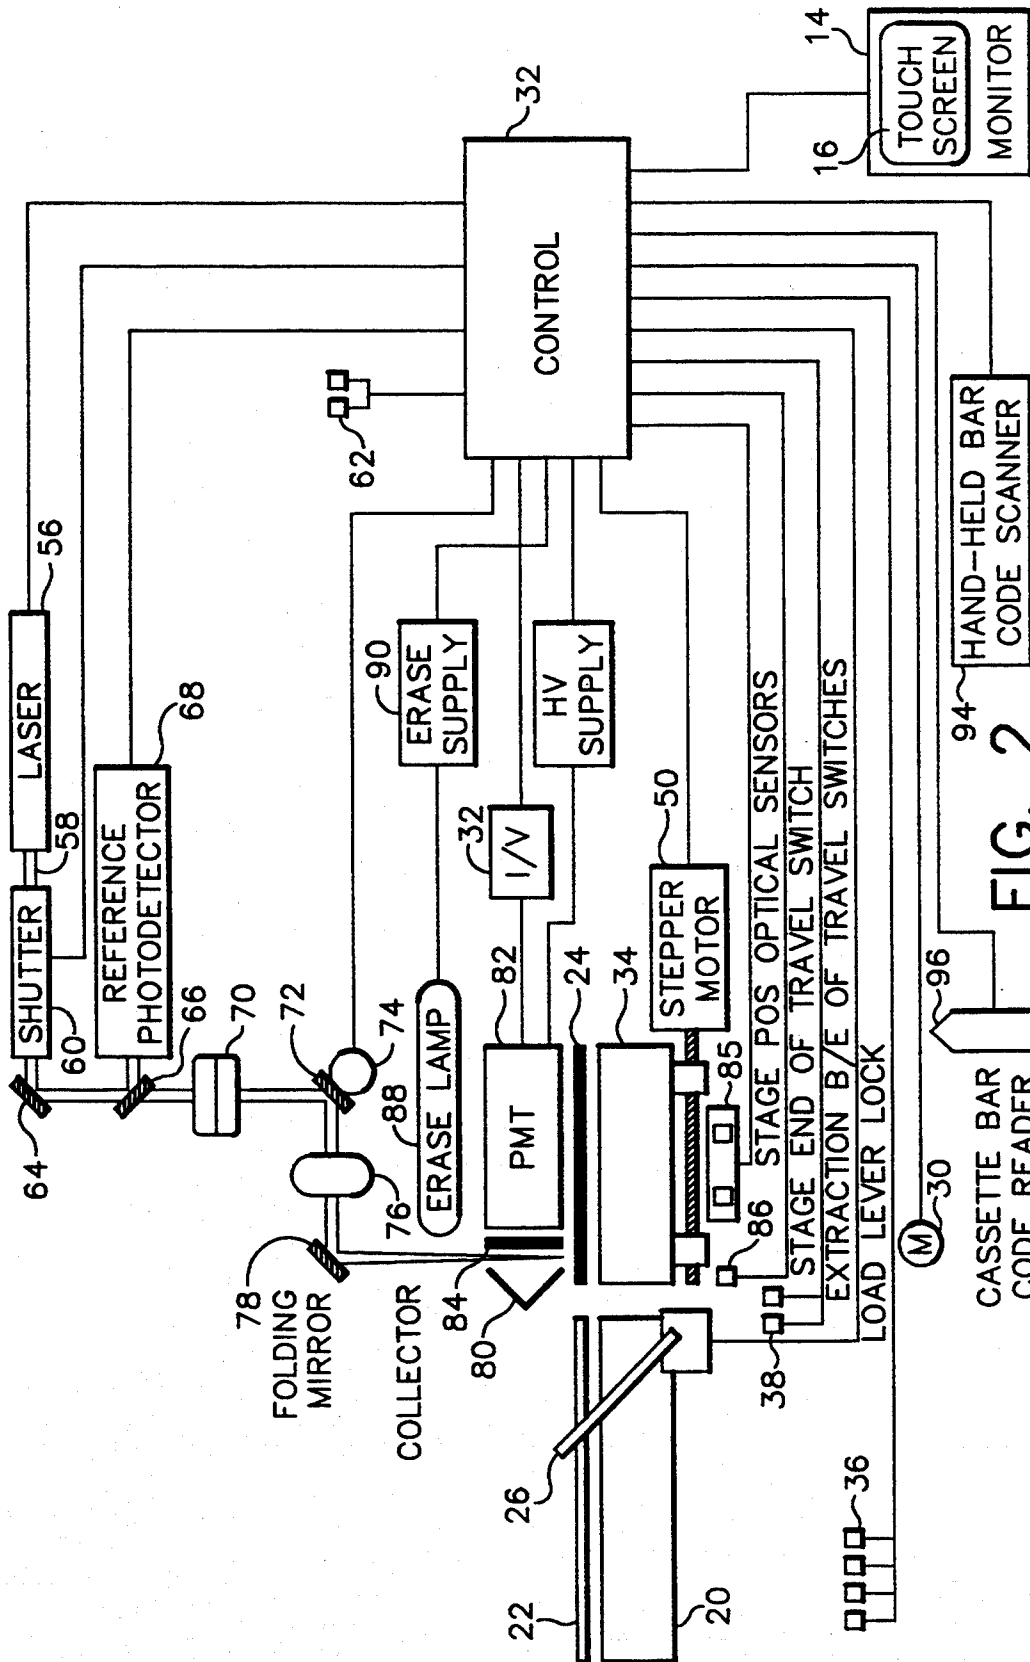 64
60
SHUTTER
58
LASER
56
66
REFERENCE
PHOTODETECTOR
68
70
72
74
76
78
FOLDING
MIRROR
62
32
CONTROL
88
ERASE LAMP
90
ERASE
SUPPLY
COLLECTOR
80
84
PMT
82
32
I/V
HV
SUPPLY
24
34
STEPPER
MOTOR
50
22
20
26
85
86
STAGE POS OPTICAL SENSORS
STAGE END OF TRAVEL SWITCH
38
EXTRACTION B/E OF TRAVEL SWITCHES
LOAD LEVER LOCK
36
M
30
CASSETTE BAR
CODE READER
96
94
HAND-HELD BAR
CODE SCANNER
14
16
TOUCH
SCREEN
MONITOR
FIG. 2